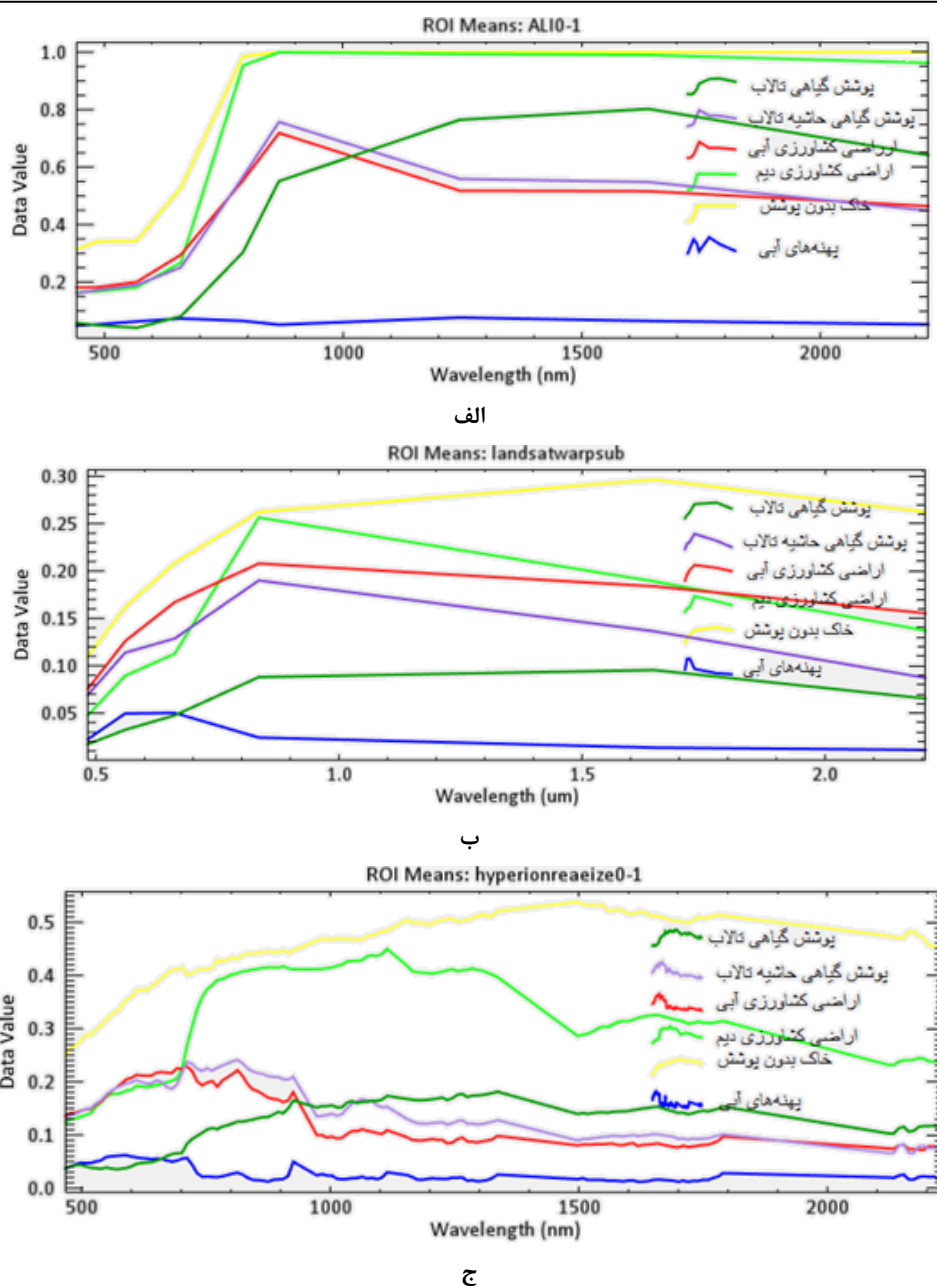 ROI Means: ALI0-1
1.0
0.8
0.6
0.4
0.2
Data Value
پوشش گیاهی تالاب
پوشش گیاهی حاشیه تالاب
ارراضی کشاورزی آبی
اراضی کشاورزی دیم
خاک بدون پوشش
پهنه‌های آبی
500 1000 1500 2000
Wavelength (nm)
الف
ROI Means: landsatwarpsub
0.30
0.25
0.20
0.15
0.10
0.05
Data Value
پوشش گیاهی تالاب
پوشش گیاهی حاشیه تالاب
اراضی کشاورزی آبی
اراضی کشاورزی دیم
خاک بدون پوشش
پهنه‌های آبی
0.5 1.0 1.5 2.0
Wavelength (um)
ب
ROI Means: hyperionreaeize0-1
0.5
0.4
0.3
0.2
0.1
0.0
Data Value
پوشش گیاهی تالاب
پوشش گیاهی حاشیه تالاب
اراضی کشاورزی آبی
اراضی کشاورزی دیم
خاک بدون پوشش
پهنه‌های آبی
500 1000 1500 2000
Wavelength (nm)
ج